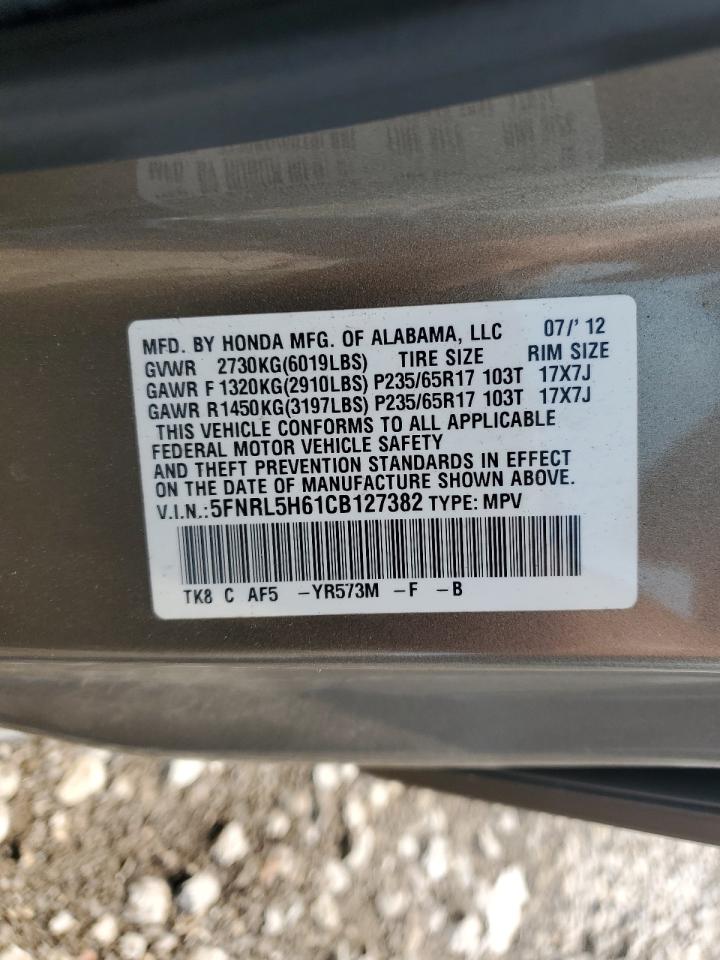 MFD. BY HONDA MFG. OF ALABAMA, LLC 07/' 12
GVWR 2730KG(6019LBS) TIRE SIZE RIM SIZE
GAWR F1320KG(2910LBS) P235/65R17 103T 17X7J
GAWR R1450KG(3197LBS) P235/65R17 103T 17X7J
THIS VEHICLE CONFORMS TO ALL APPLICABLE
FEDERAL MOTOR VEHICLE SAFETY
AND THEFT PREVENTION STANDARDS IN EFFECT
ON THE DATE OF MANUFACTURE SHOWN ABOVE.
V.I.N.:5FNRL5H61CB127382 TYPE: MPV
TK8 C AF5 -YR573M -F -B